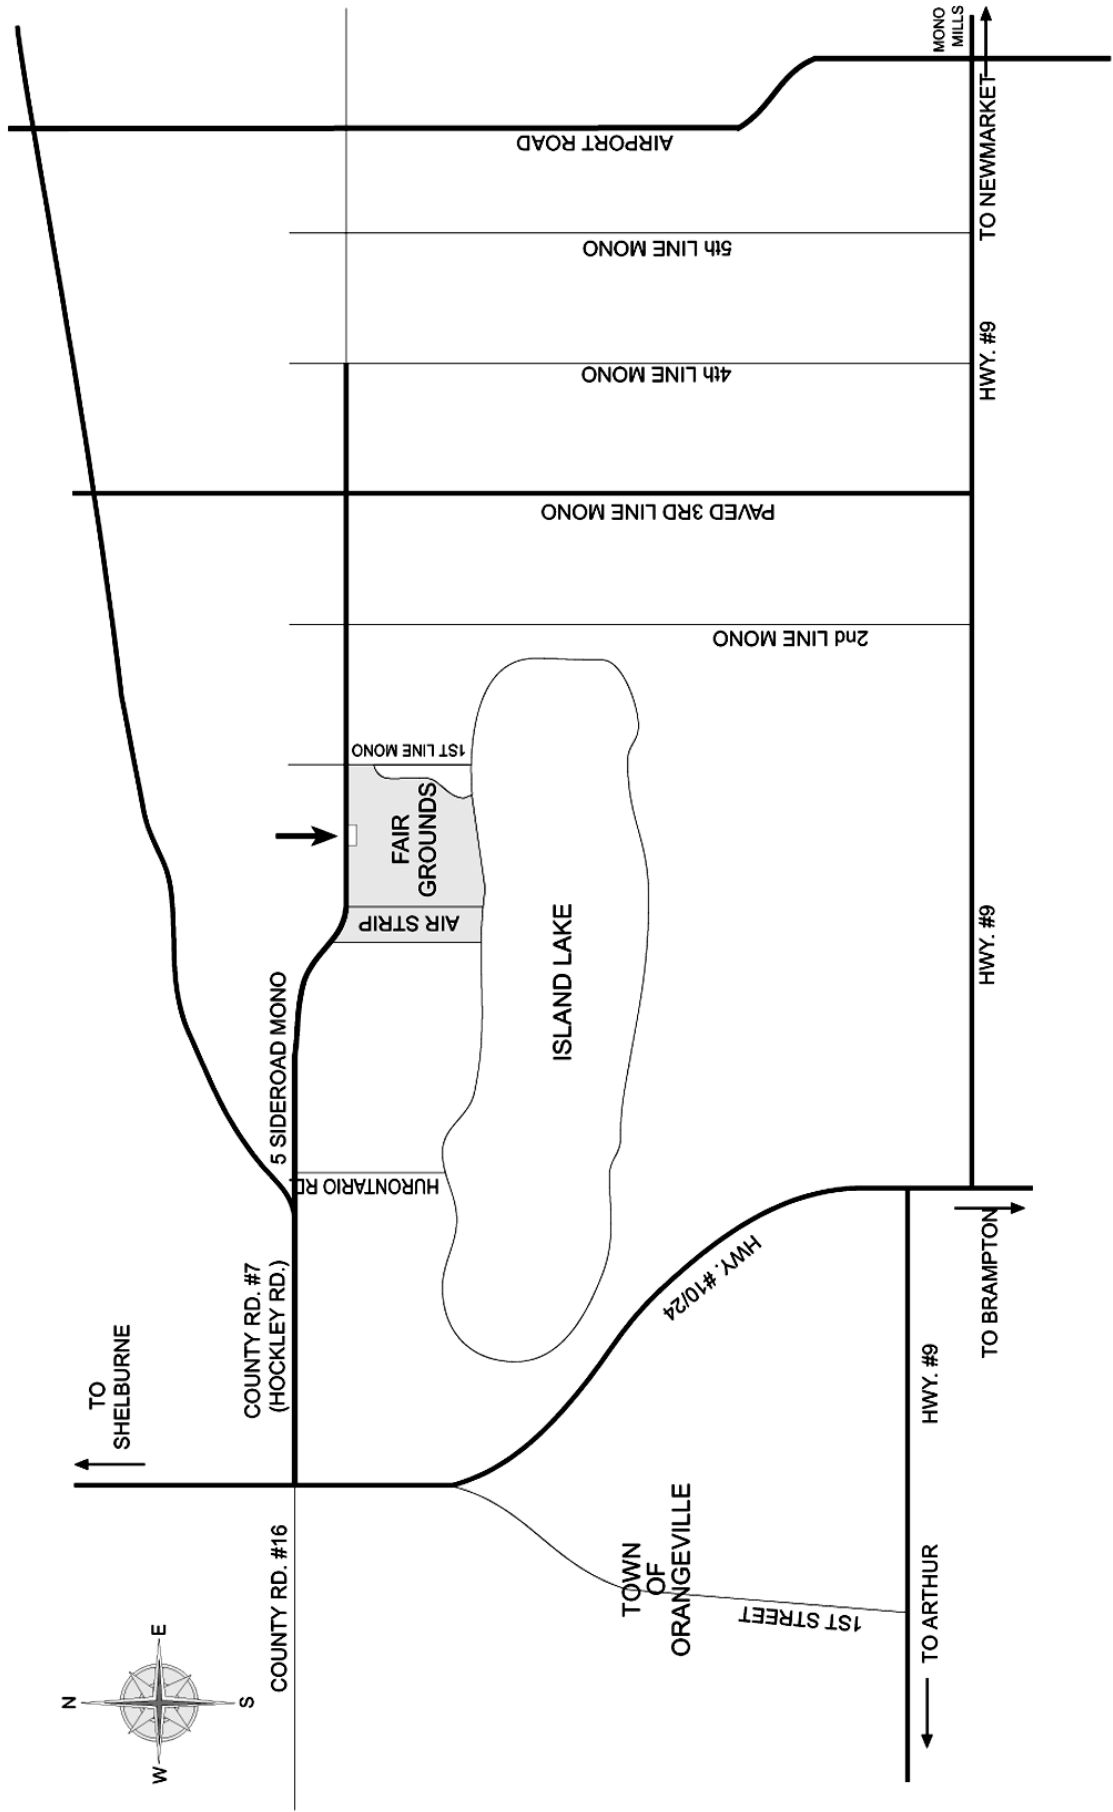 MONO
MILLS
TO NEWMARKET
AIRPORT ROAD
5th LINE MONO
HWY. #9
4th LINE MONO
PAVED 3RD LINE MONO
2nd LINE MONO
1ST LINE MONO
FAIR
GROUNDS
AIR STRIP
ISLAND LAKE
HWY. #9
5 SIDEROAD MONO
HURONTARIO RD.
COUNTY RD. #7
(HOCKLEY RD.)
HWY. #10/24
TO BRAMPTON
TO
SHELBURNE
HWY. #9
COUNTY RD. #16
TOWN
OF
ORANGEVILLE
1ST STREET
TO ARTHUR
N
E
S
W